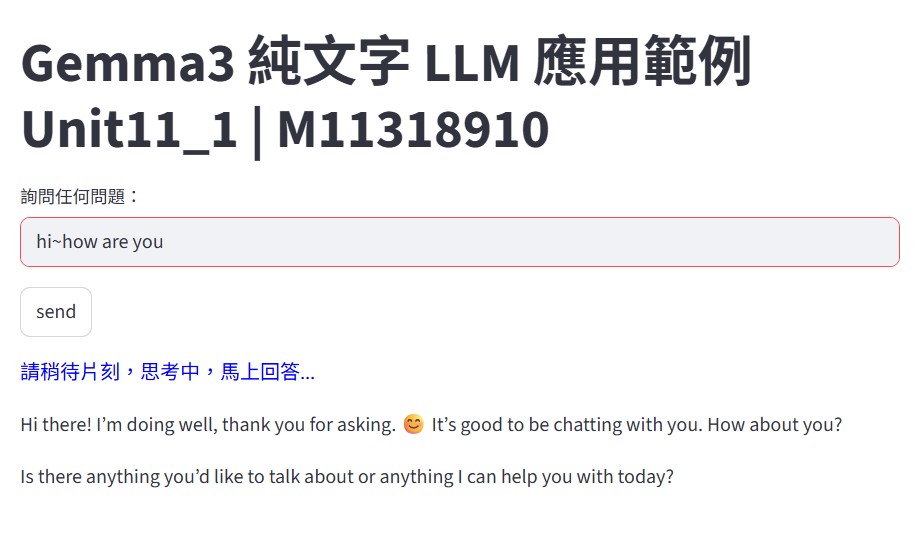 Gemma3 純文字 LLM 應用範例
Unit11_1 | M11318910
詢問任何問題：
hi~how are you
send
請稍待片刻，思考中，馬上回答...
Hi there! I’m doing well, thank you for asking. 😊 It’s good to be chatting with you. How about you?
Is there anything you’d like to talk about or anything I can help you with today?